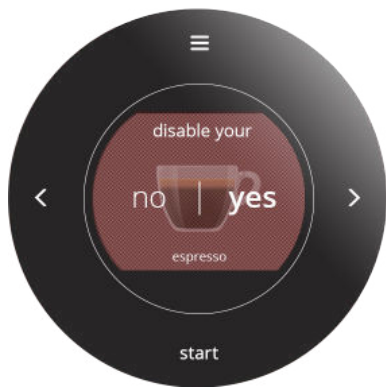 disable your
no | yes
espresso
start